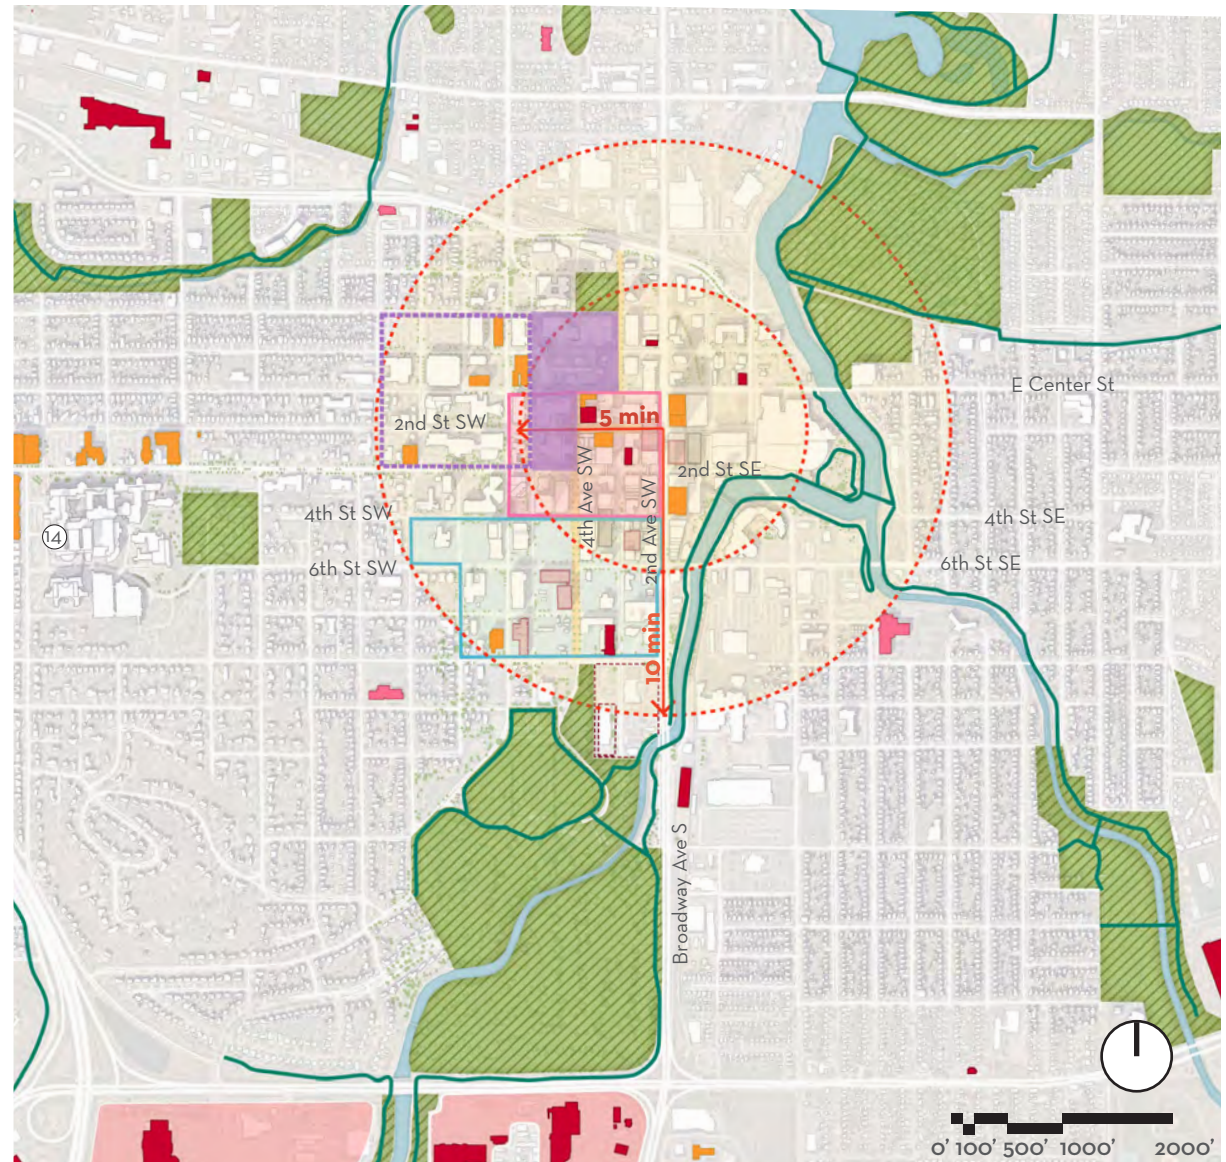 E Center St
5 min
2nd St SW
4th Ave SW
2nd St SE
2nd Ave SW
4th St SW
4th St SE
14
6th St SW
6th St SE
10 min
Broadway Ave S
0' 100' 500' 1000' 2000'